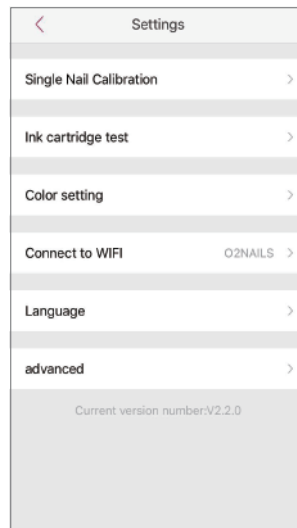 Settings
Single Nail Calibration
Ink cartridge test
Color setting
Connect to WIFI O2NAILS
Language
advanced
Current version number:V2.2.0